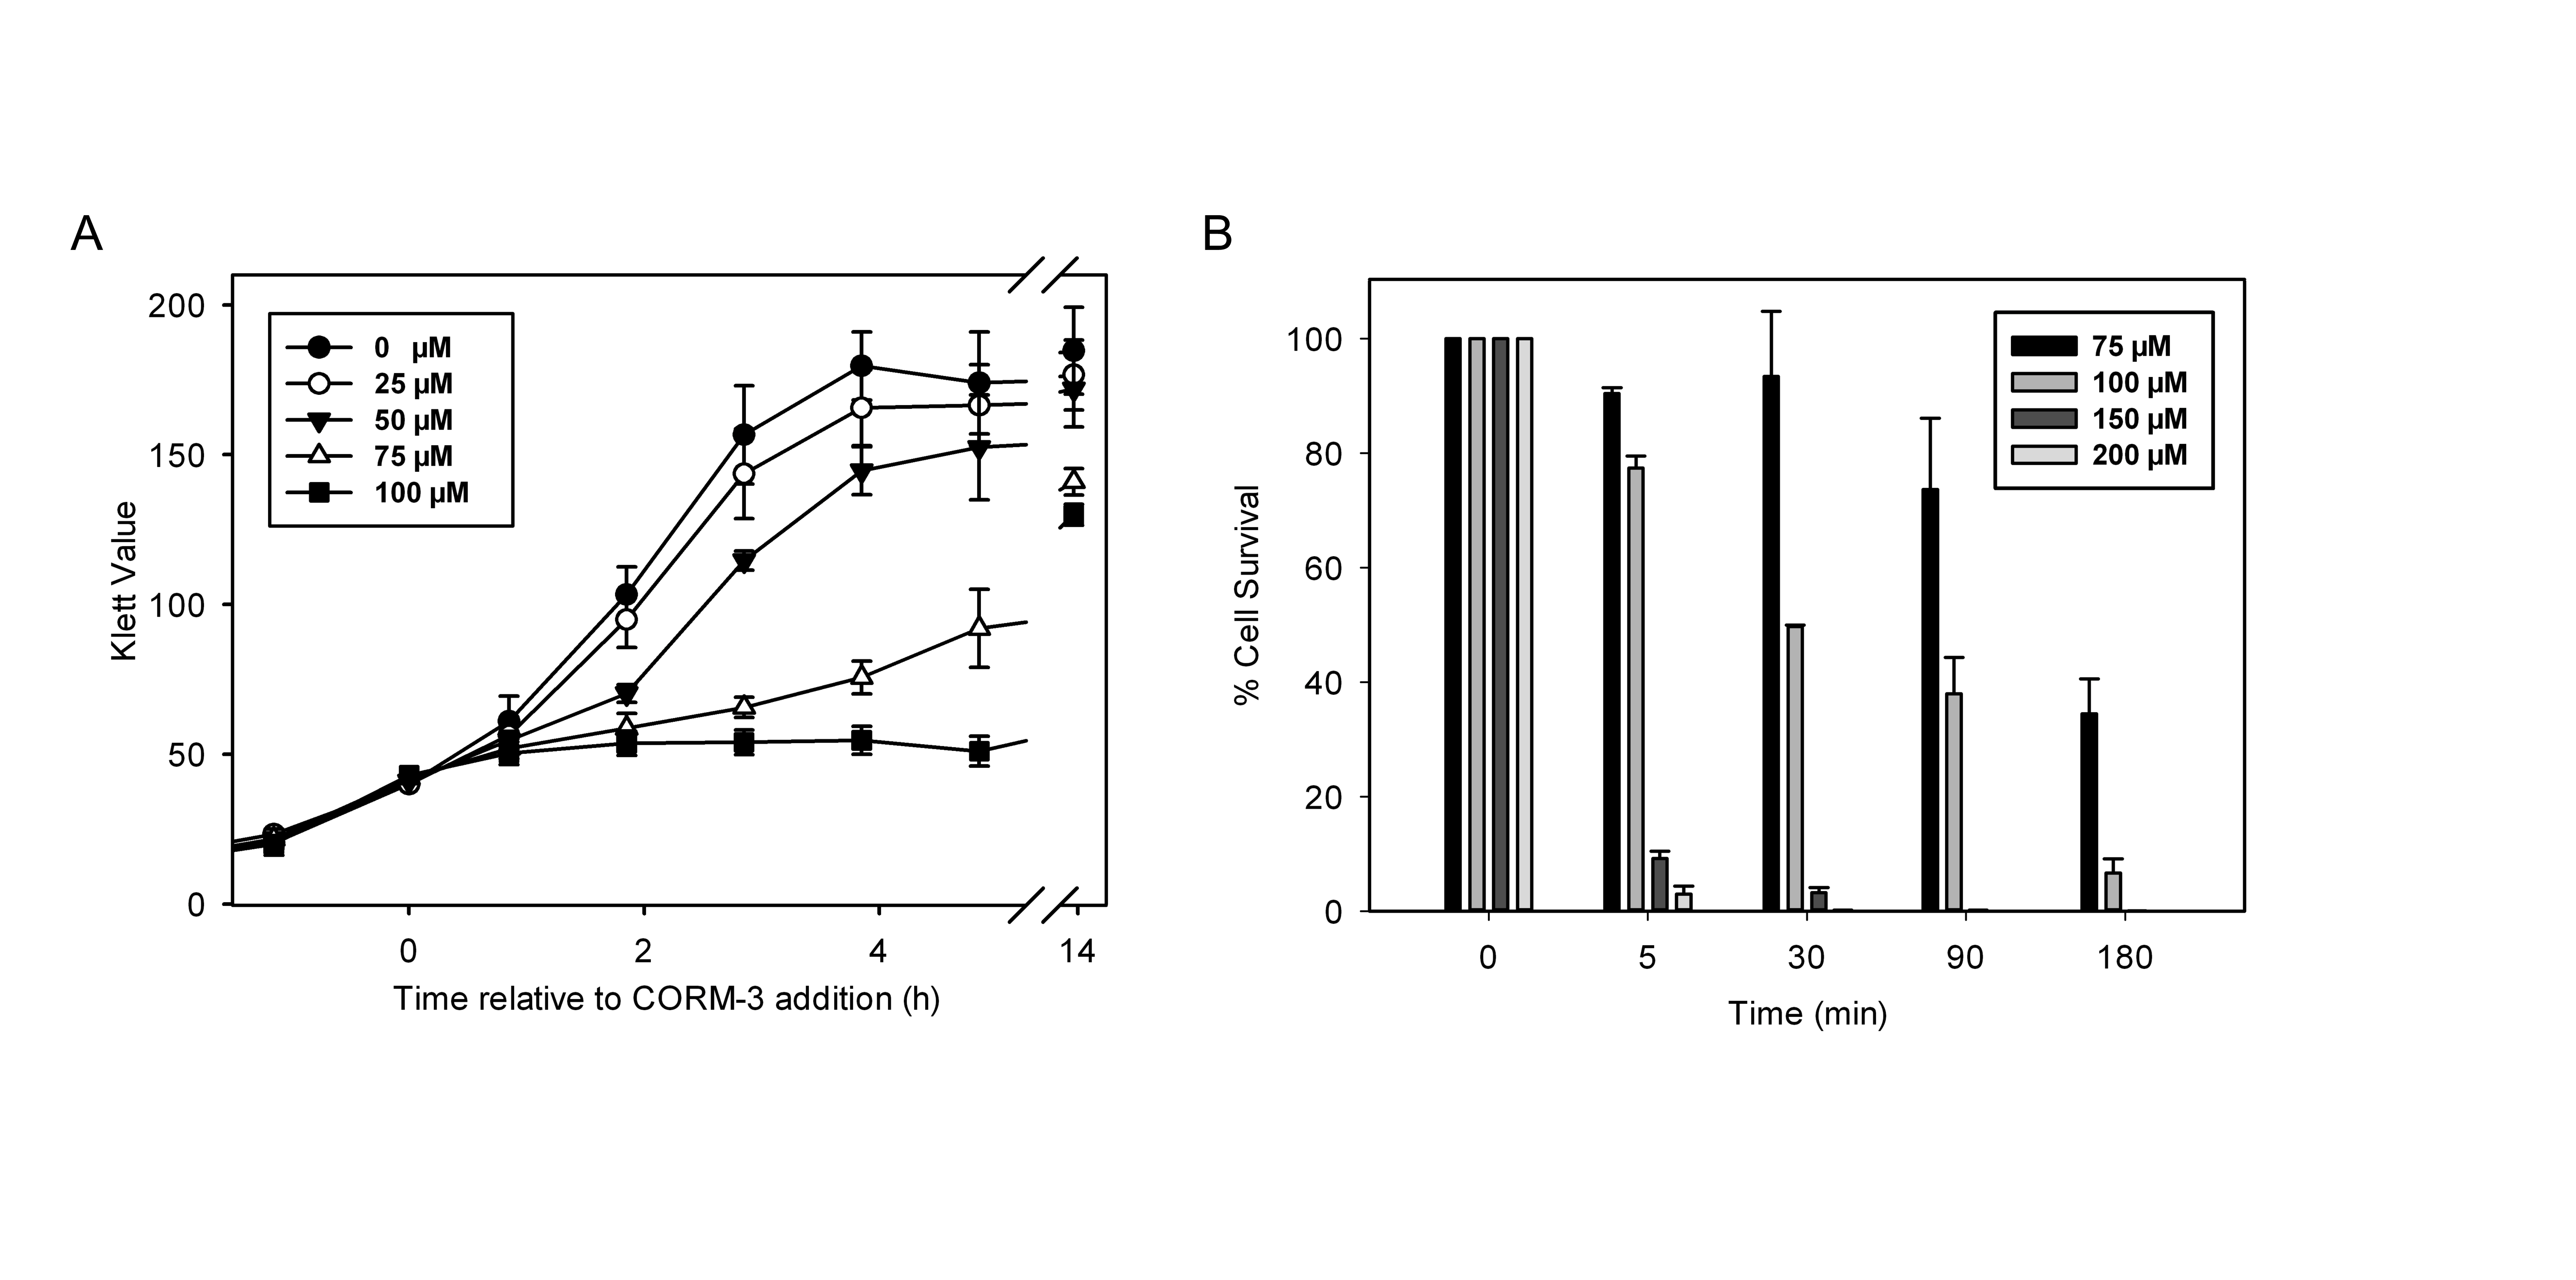 A
B
200
150
100
50
0
Klett Value
0 µM
25 µM
50 µM
75 µM
100 µM
0 2 4 14
Time relative to CORM-3 addition (h)
100
80
60
40
20
0
% Cell Survival
75 µM
100 µM
150 µM
200 µM
0 5 30 90 180
Time (min)